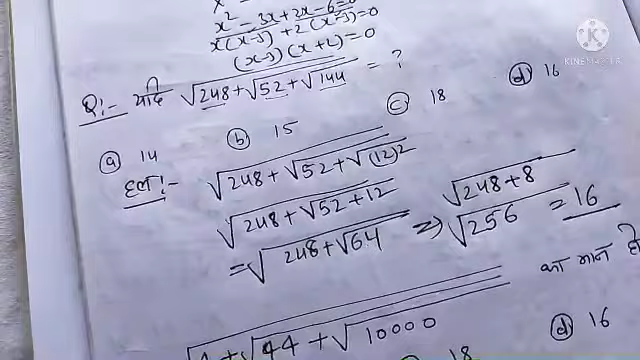 x² - 3x + 2x - 6 = 0
x(x-3) + 2(x-3) = 0
(x-3) (x+2) = 0
Q:- यदि √248 + √52 + √144 = ?
(a) 14 (b) 15 (c) 18 (d) 16
हल :- √248 + √52 + √(12)²
√248 + √52 + 12
= √248 + √64 ⇒ √248 + 8
√256 = 16
का मान
44 + √10000
(d) 16
18
KINEMASTER